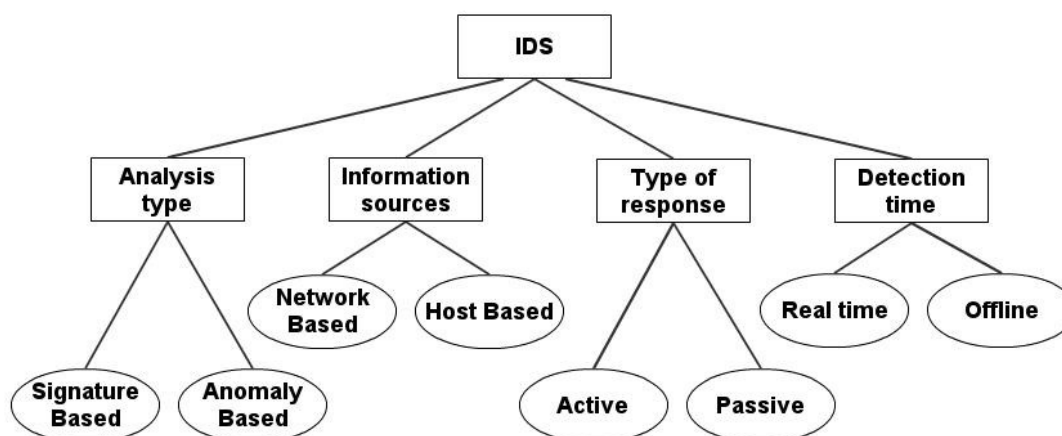 IDS
Analysis
type
Information
sources
Type of
response
Detection
time
Network
Based
Host Based
Real time
Offline
Signature
Based
Anomaly
Based
Active
Passive